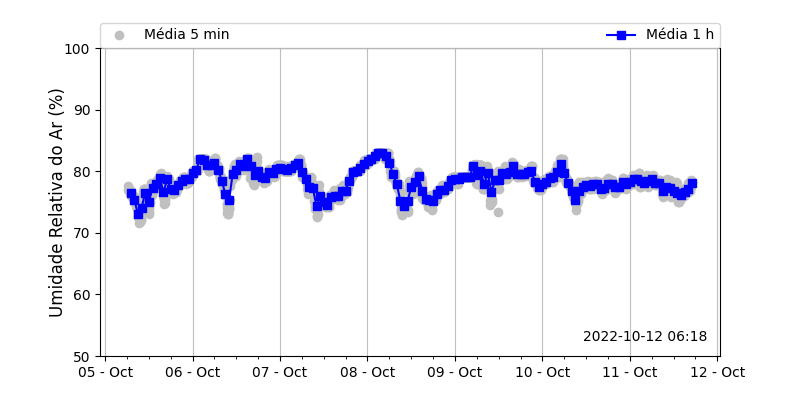 Média 5 min
Média 1 h
100
90
80
70
60
50
Umidade Relativa do Ar (%)
2022-10-12 06:18
05 - Oct
06 - Oct
07 - Oct
08 - Oct
09 - Oct
10 - Oct
11 - Oct
12 - Oct